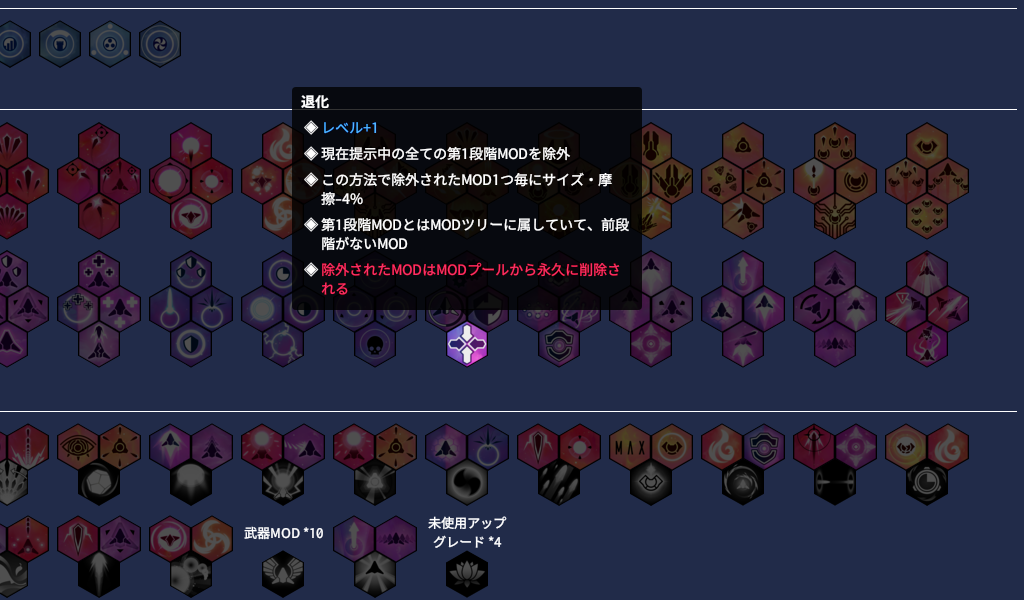 退化
◈ レベル+1
◈ 現在提示中の全ての第1段階MODを除外
◈ この方法で除外されたMOD1つ毎にサイズ・摩
擦-4%
◈ 第1段階MODとはMODツリーに属していて、前段
階がないMOD
◈ 除外されたMODはMODプールから永久に削除さ
れる
MAX
武器MOD *10
未使用アップ
グレード *4